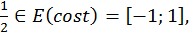 1/2 ∈ E(cost) = [−1; 1],